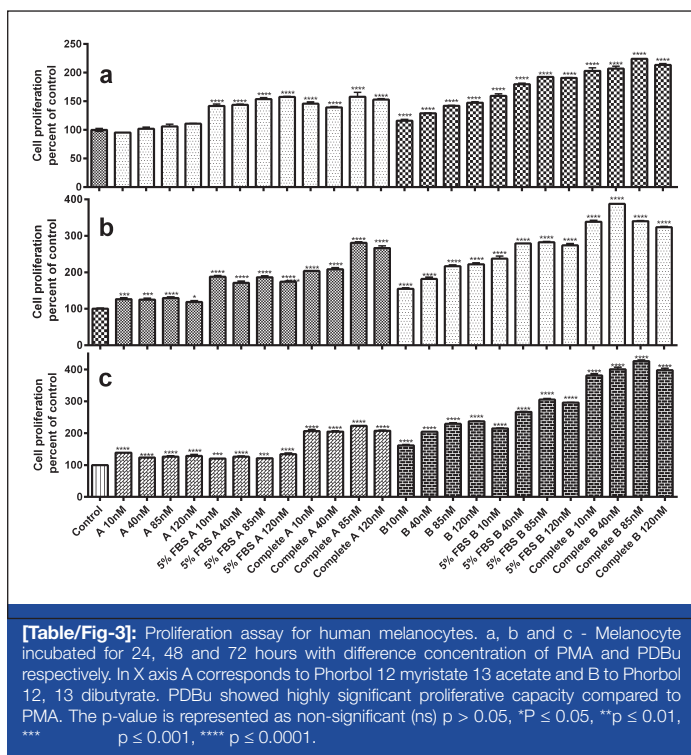 250
200
150
100
50
0
Cell proliferation
percent of control
a
**** **** **** **** **** **** **** **** **** **** **** **** **** **** **** **** **** **** **** ****
400
300
200
100
0
Cell proliferation
percent of control
b
*** *** **** * **** **** **** **** **** **** **** **** **** **** **** **** **** **** **** **** **** **** **** ****
400
300
200
100
0
Cell proliferation
percent of control
c
**** **** **** **** *** **** *** **** **** **** **** **** **** **** **** **** **** **** **** **** **** **** **** ****
Control
A 10nM
A 40nM
A 85nM
A 120nM
5% FBS A 10nM
5% FBS A 40nM
5% FBS A 85nM
5% FBS A 120nM
Complete A 10nM
Complete A 40nM
Complete A 85nM
Complete A 120nM
B10nM
B 40nM
B 85nM
B 120nM
5% FBS B 10nM
5% FBS B 40nM
5% FBS B 85nM
5% FBS B 120nM
Complete B 10nM
Complete B 40nM
Complete B 85nM
Complete B 120nM
[Table/Fig-3]: Proliferation assay for human melanocytes. a, b and c - Melanocyte
incubated for 24, 48 and 72 hours with difference concentration of PMA and PDBu
respectively. In X axis A corresponds to Phorbol 12 myristate 13 acetate and B to Phorbol
12, 13 dibutyrate. PDBu showed highly significant proliferative capacity compared to
PMA. The p-value is represented as non-significant (ns) p > 0.05, *P ≤ 0.05, **p ≤ 0.01,
*** p ≤ 0.001, **** p ≤ 0.0001.